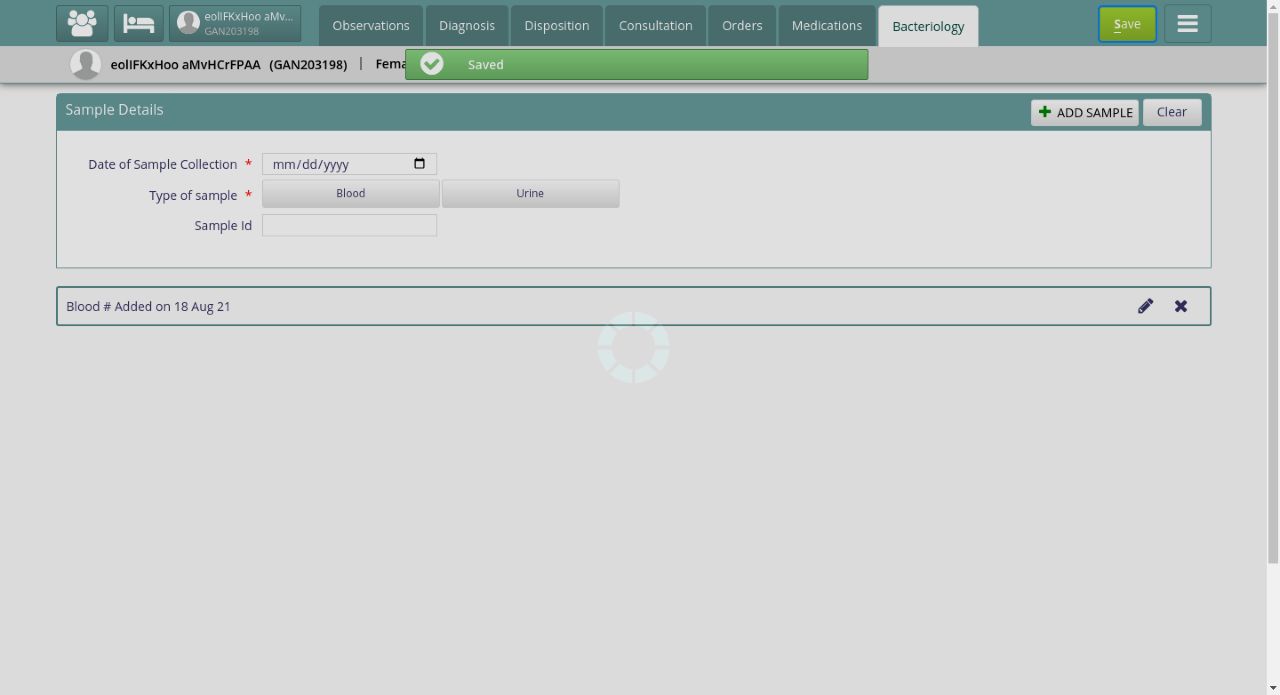 eolIFKxHoo aMv...
GAN203198
Observations
Diagnosis
Disposition
Consultation
Orders
Medications
Bacteriology
Save
eolIFKxHoo aMvHCrFPAA (GAN203198) | Fema
Saved
Sample Details
ADD SAMPLE
Clear
Date of Sample Collection *
mm/dd/yyyy
Type of sample *
Blood
Urine
Sample Id
Blood # Added on 18 Aug 21